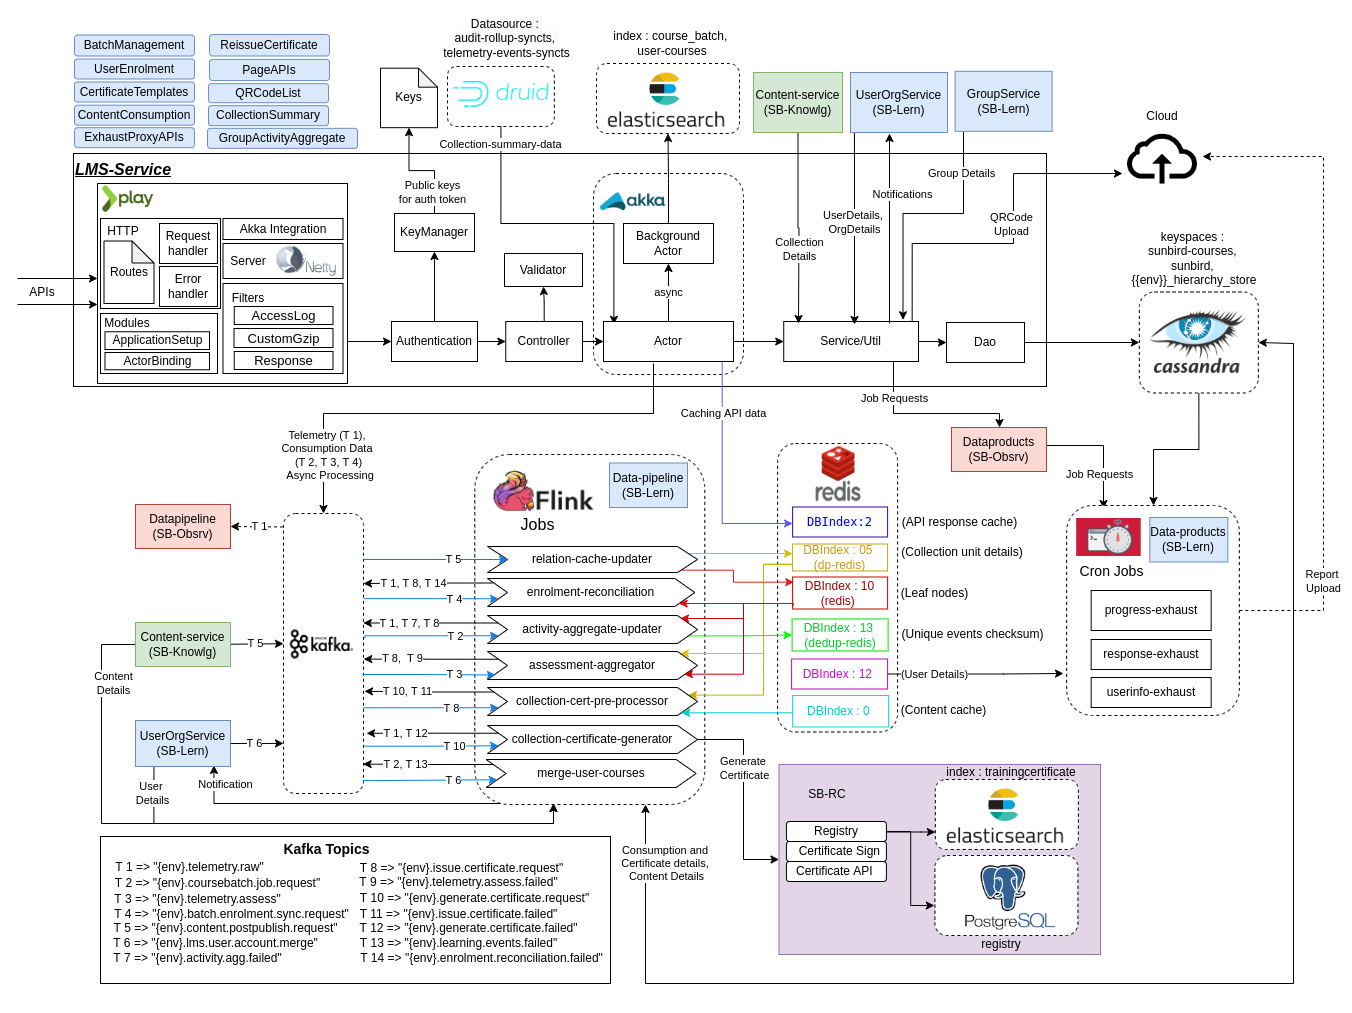 BatchManagement
ReissueCertificate
UserEnrolment
PageAPIs
CertificateTemplates
QRCodeList
ContentConsumption
CollectionSummary
ExhaustProxyAPIs
GroupActivityAggregate
Datasource :
audit-rollup-syncts,
telemetry-events-syncts
Keys
druid
Collection-summary-data
index : course_batch,
user-courses
elasticsearch
Content-service
(SB-Knowlg)
UserOrgService
(SB-Lern)
GroupService
(SB-Lern)
Cloud
LMS-Service
play
HTTP
Routes
Request
handler
Error
handler
Akka Integration
Server
Netty
Modules
ApplicationSetup
ActorBinding
Filters
AccessLog
CustomGzip
Response
APIs
Public keys
for auth token
KeyManager
Authentication
Validator
Controller
akka
Background
Actor
async
Actor
Collection
Details
UserDetails,
OrgDetails
Notifications
Group Details
QRCode
Upload
Service/Util
Dao
keyspaces :
sunbird-courses,
sunbird,
{{env}}_hierarchy_store
cassandra
Caching API data
Job Requests
Dataproducts
(SB-Obsrv)
Job Requests
Telemetry (T 1),
Consumption Data
(T 2, T 3, T 4)
Async Processing
Datapipeline
(SB-Obsrv)
T 1
Content-service
(SB-Knowlg)
T 5
Content
Details
UserOrgService
(SB-Lern)
T 6
User
Details
Notification
kafka
Flink
Jobs
Data-pipeline
(SB-Lern)
T 5
relation-cache-updater
T 1, T 8, T 14
T 4
enrolment-reconciliation
T 1, T 7, T 8
T 2
activity-aggregate-updater
T 8, T 9
T 3
assessment-aggregator
T 10, T 11
T 8
collection-cert-pre-processor
T 1, T 12
T 10
collection-certificate-generator
T 2, T 13
T 6
merge-user-courses
redis
DBIndex:2
(API response cache)
DBIndex : 05
(dp-redis)
(Collection unit details)
DBIndex : 10
(redis)
(Leaf nodes)
DBIndex : 13
(dedup-redis)
(Unique events checksum)
DBIndex : 12
(User Details)
DBIndex : 0
(Content cache)
Data-products
(SB-Lern)
Cron Jobs
progress-exhaust
response-exhaust
userinfo-exhaust
Report
Upload
Generate
Certificate
Consumption and
Certificate details,
Content Details
SB-RC
Registry
Certificate Sign
Certificate API
index : trainingcertificate
elasticsearch
PostgreSQL
registry
Kafka Topics
T 1 => "{env}.telemetry.raw"
T 2 => "{env}.coursebatch.job.request"
T 3 => "{env}.telemetry.assess"
T 4 => "{env}.batch.enrolment.sync.request"
T 5 => "{env}.content.postpublish.request"
T 6 => "{env}.lms.user.account.merge"
T 7 => "{env}.activity.agg.failed"
T 8 => "{env}.issue.certificate.request"
T 9 => "{env}.telemetry.assess.failed"
T 10 => "{env}.generate.certificate.request"
T 11 => "{env}.issue.certificate.failed"
T 12 => "{env}.generate.certificate.failed"
T 13 => "{env}.learning.events.failed"
T 14 => "{env}.enrolment.reconciliation.failed"